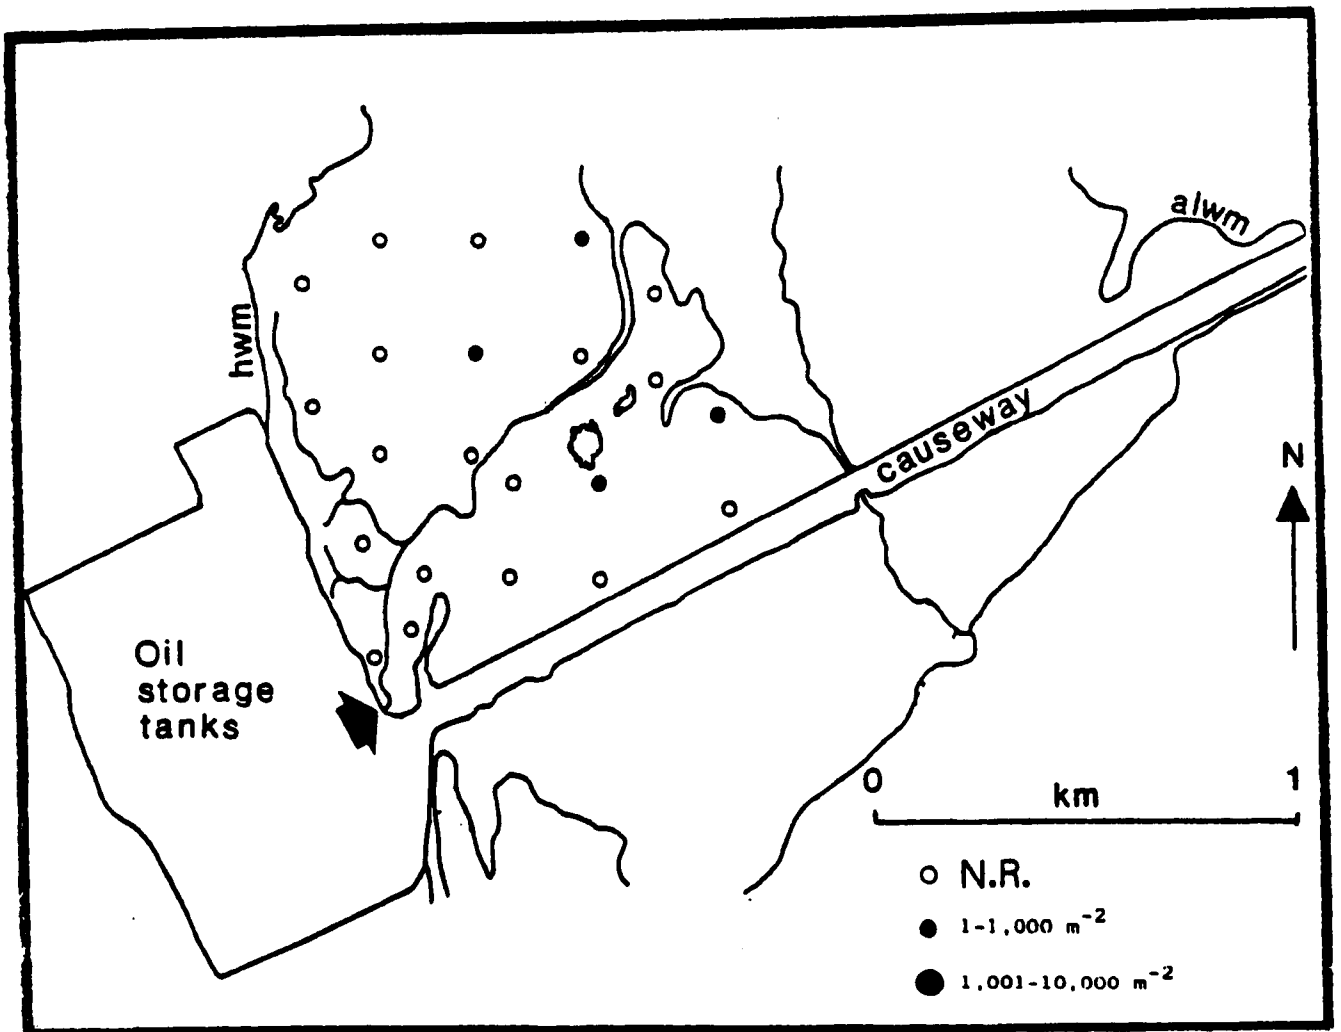 alwm
hwm
causeway
N
Oil
storage
tanks
0 1
km
N.R.
1-1,000 m⁻²
1,001-10,000 m⁻²